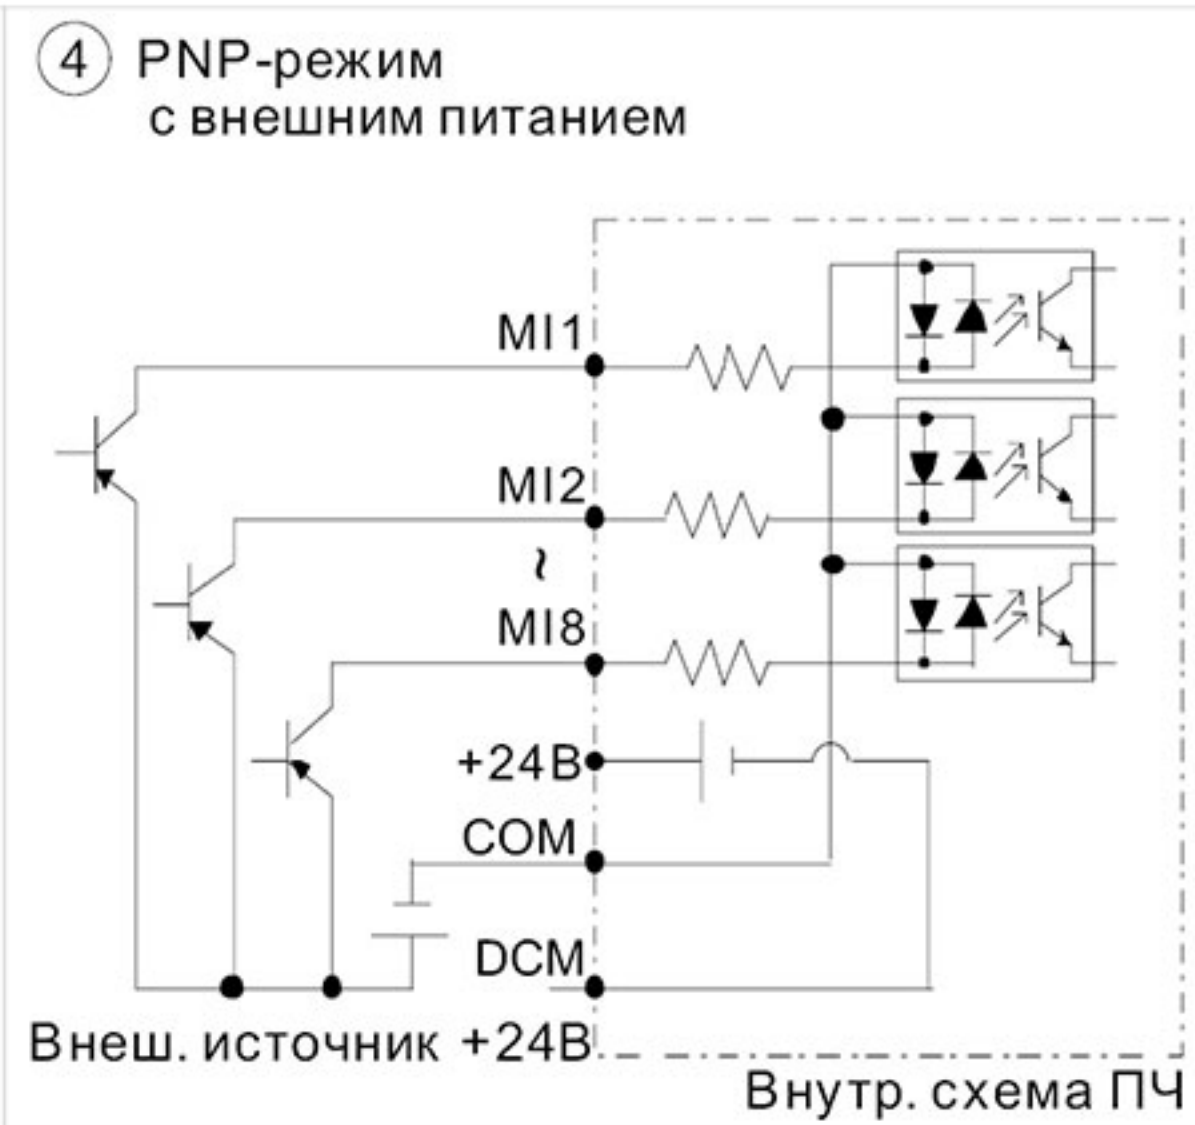 4 PNP-режим
с внешним питанием
MI1
MI2
~
MI8
+24В
COM
DCM
Внеш. источник +24В
Внутр. схема ПЧ